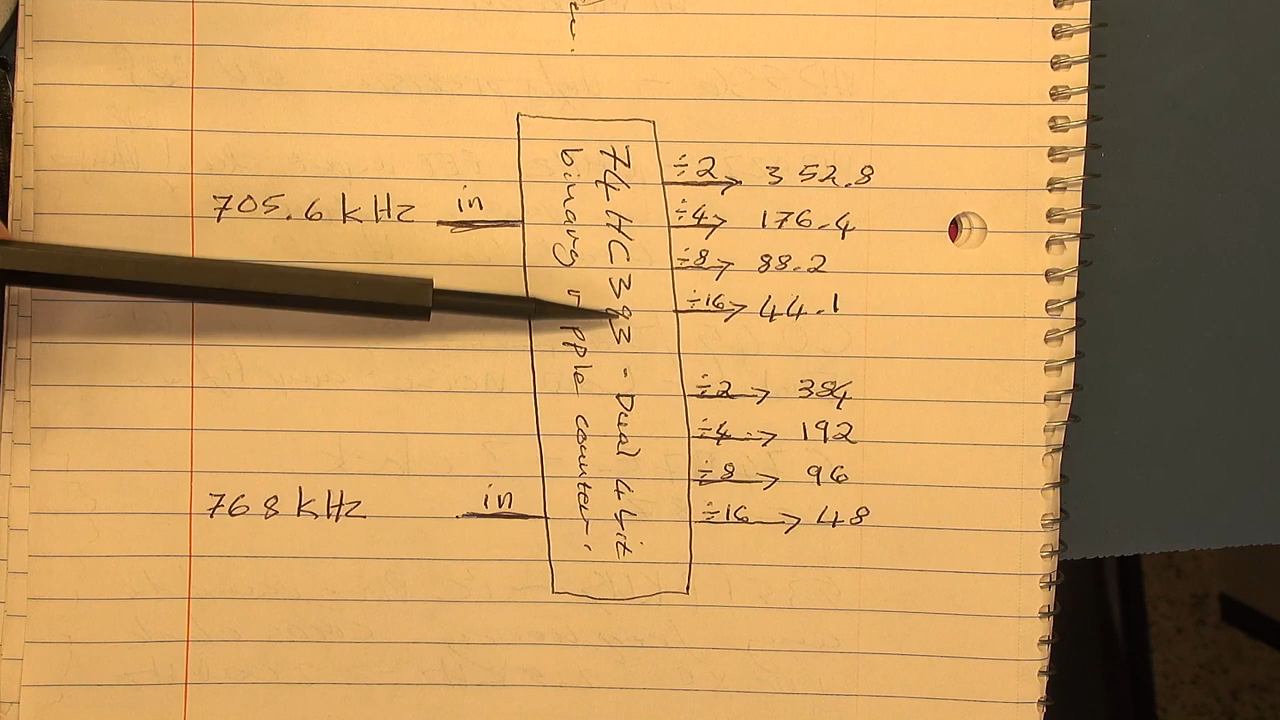 705.6 kHz in
74HC393 - Dual 4 bit
binary ripple counter.
÷2 → 352.8
÷4 → 176.4
÷8 → 88.2
÷16 → 44.1
768 kHz in
÷2 → 384
÷4 → 192
÷8 → 96
÷16 → 48